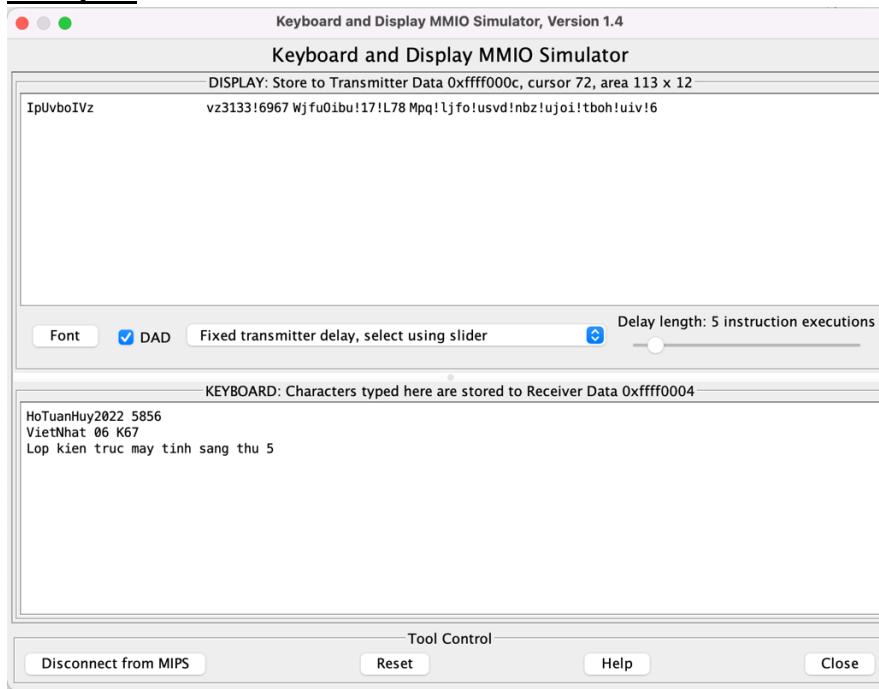 Keyboard and Display MMIO Simulator, Version 1.4
Keyboard and Display MMIO Simulator
DISPLAY: Store to Transmitter Data 0xffff000c, cursor 72, area 113 x 12
IpUvboIVz vz3133!6967 WjfuOibu!17!L78 Mpq!ljfo!usvd!nbz!ujoi!tboh!uiv!6
Font
DAD
Fixed transmitter delay, select using slider
Delay length: 5 instruction executions
KEYBOARD: Characters typed here are stored to Receiver Data 0xffff0004
HoTuanHuy2022 5856
VietNhat 06 K67
Lop kien truc may tinh sang thu 5
Tool Control
Disconnect from MIPS
Reset
Help
Close